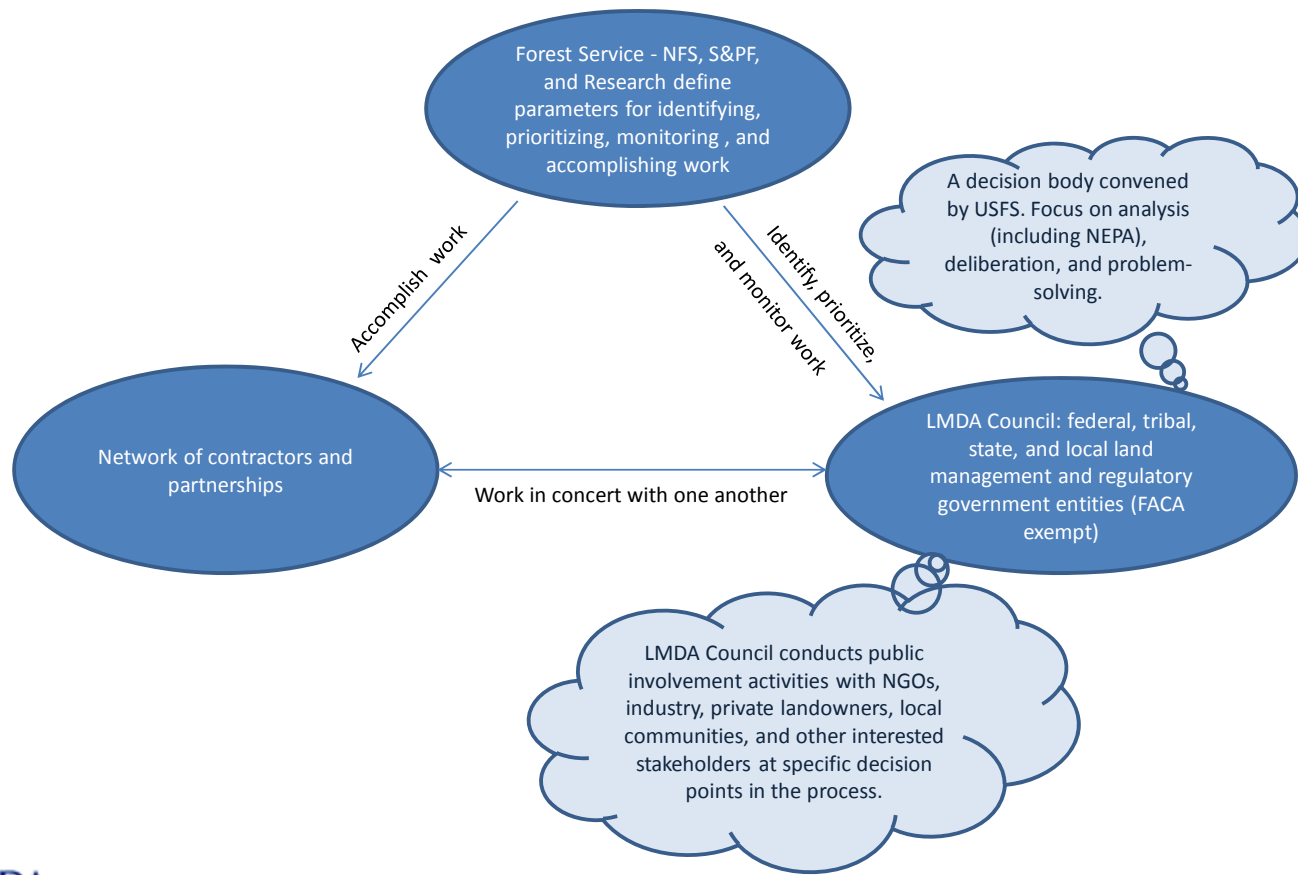 Forest Service - NFS, S&PF,
and Research define
parameters for identifying,
prioritizing, monitoring , and
accomplishing work
A decision body convened
by USFS. Focus on analysis
(including NEPA),
deliberation, and problem-
solving.
Accomplish work
Identify, prioritize,
and monitor work
Network of contractors and
partnerships
Work in concert with one another
LMDA Council: federal, tribal,
state, and local land
management and regulatory
government entities (FACA
exempt)
LMDA Council conducts public
involvement activities with NGOs,
industry, private landowners, local
communities, and other interested
stakeholders at specific decision
points in the process.